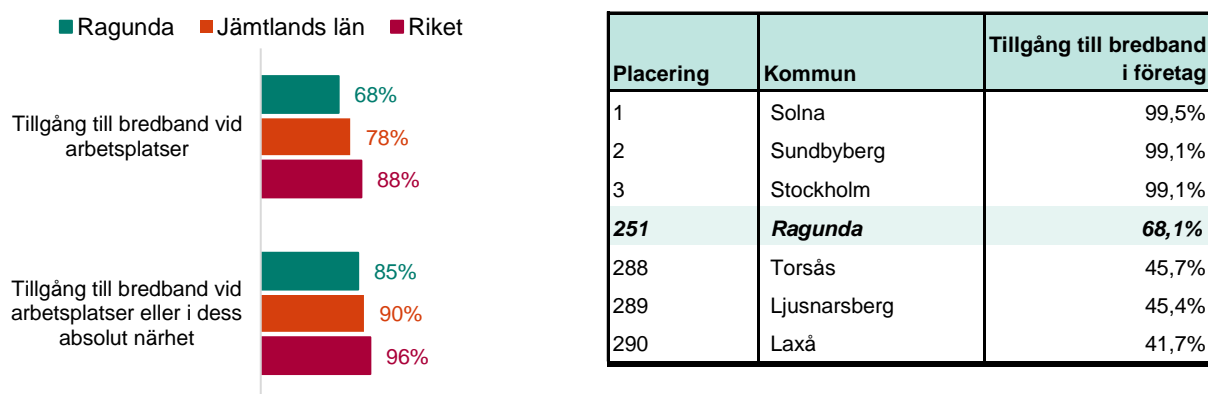 Ragunda Jämtlands län Riket
Tillgång till bredband vid
arbetsplatser
68%
78%
88%
Tillgång till bredband vid
arbetsplatser eller i dess
absolut närhet
85%
90%
96%
Placering Kommun Tillgång till bredband
i företag
1 Solna 99,5%
2 Sundbyberg 99,1%
3 Stockholm 99,1%
251 Ragunda 68,1%
288 Torsås 45,7%
289 Ljusnarsberg 45,4%
290 Laxå 41,7%